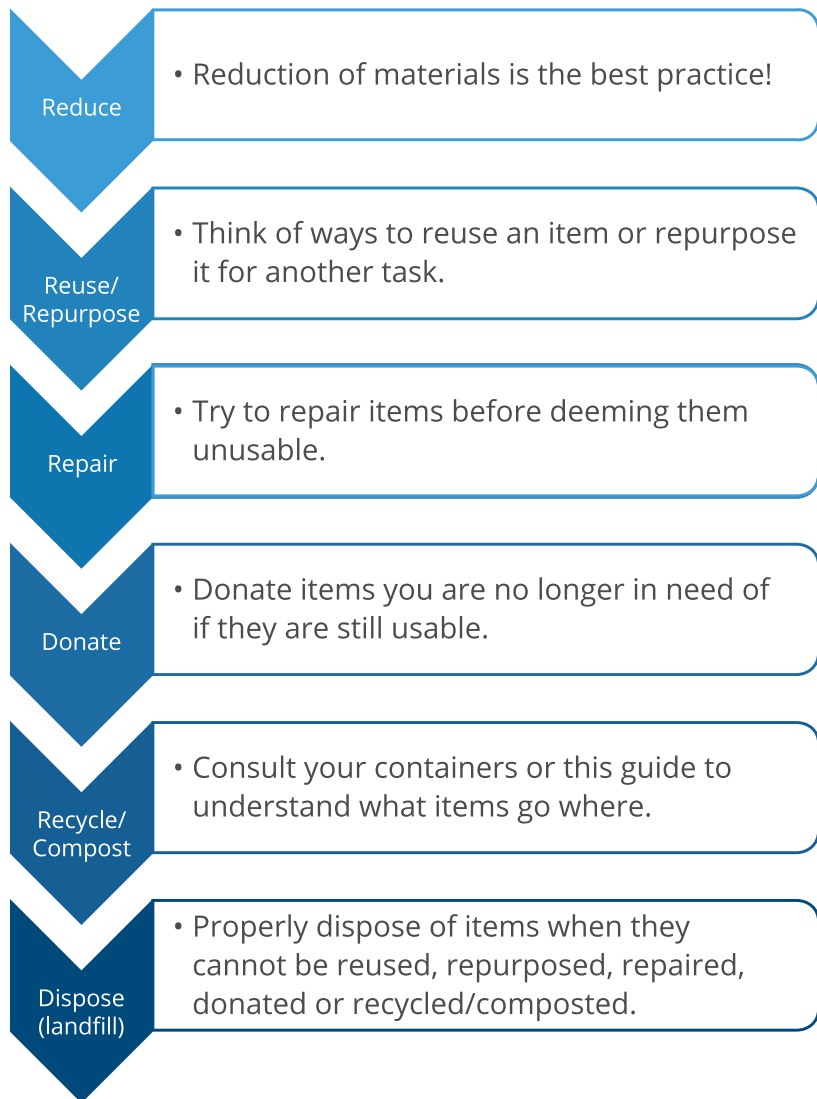 Reduce
• Reduction of materials is the best practice!
Reuse/
Repurpose
• Think of ways to reuse an item or repurpose
it for another task.
Repair
• Try to repair items before deeming them
unusable.
Donate
• Donate items you are no longer in need of
if they are still usable.
Recycle/
Compost
• Consult your containers or this guide to
understand what items go where.
Dispose
(landfill)
• Properly dispose of items when they
cannot be reused, repurposed, repaired,
donated or recycled/composted.